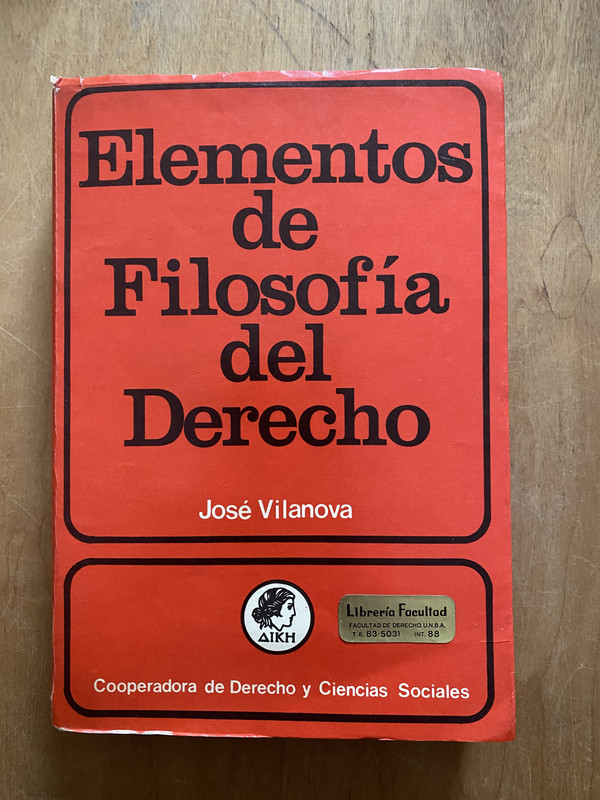 Elementos
de
Filosofía
del
Derecho
José Vilanova
ΔΙΚΗ
Librería Facultad
FACULTAD DE DERECHO U.N.B.A.
T. E. 83-5031 INT. 88
Cooperadora de Derecho y Ciencias Sociales